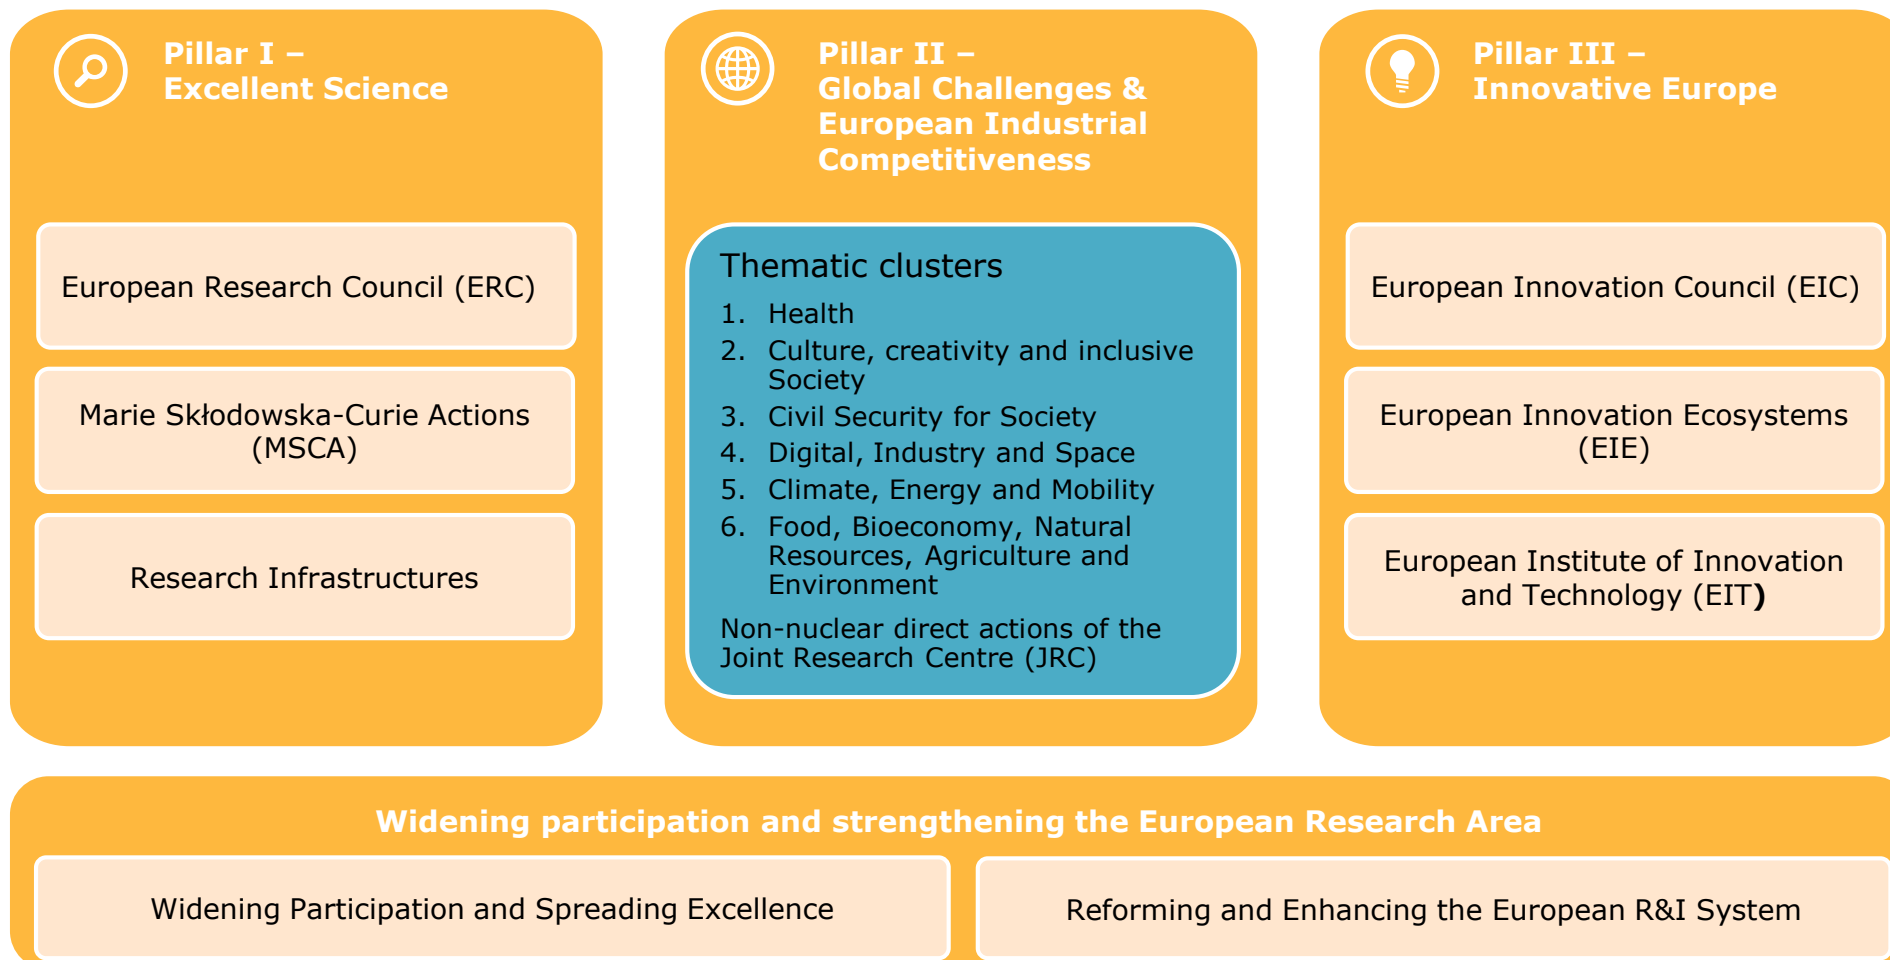 Pillar I –
Excellent Science
European Research Council (ERC)
Marie Skłodowska-Curie Actions
(MSCA)
Research Infrastructures
Pillar II –
Global Challenges &
European Industrial
Competitiveness
Thematic clusters
1. Health
2. Culture, creativity and inclusive
Society
3. Civil Security for Society
4. Digital, Industry and Space
5. Climate, Energy and Mobility
6. Food, Bioeconomy, Natural
Resources, Agriculture and
Environment
Non-nuclear direct actions of the
Joint Research Centre (JRC)
Pillar III –
Innovative Europe
European Innovation Council (EIC)
European Innovation Ecosystems
(EIE)
European Institute of Innovation
and Technology (EIT)
Widening participation and strengthening the European Research Area
Widening Participation and Spreading Excellence
Reforming and Enhancing the European R&I System